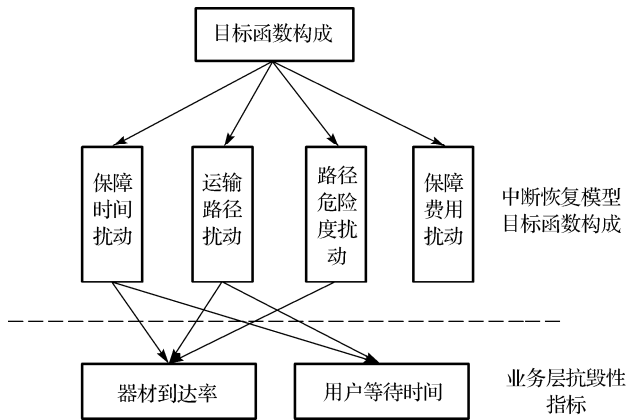 目标函数构成
保障
时间
扰动
运输
路径
扰动
路径
危险
度扰
动
保障
费用
扰动
中断恢复模型
目标函数构成
器材到达率
用户等待时间
业务层抗毁性
指标